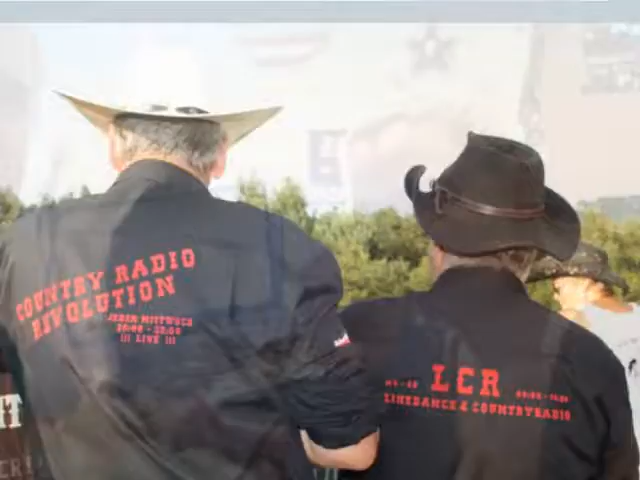 COUNTRY RADIO
REVOLUTION
JEDEN MITTWOCH
!!! LIVE !!!
LCR
LINEDANCE & COUNTRYRADIO